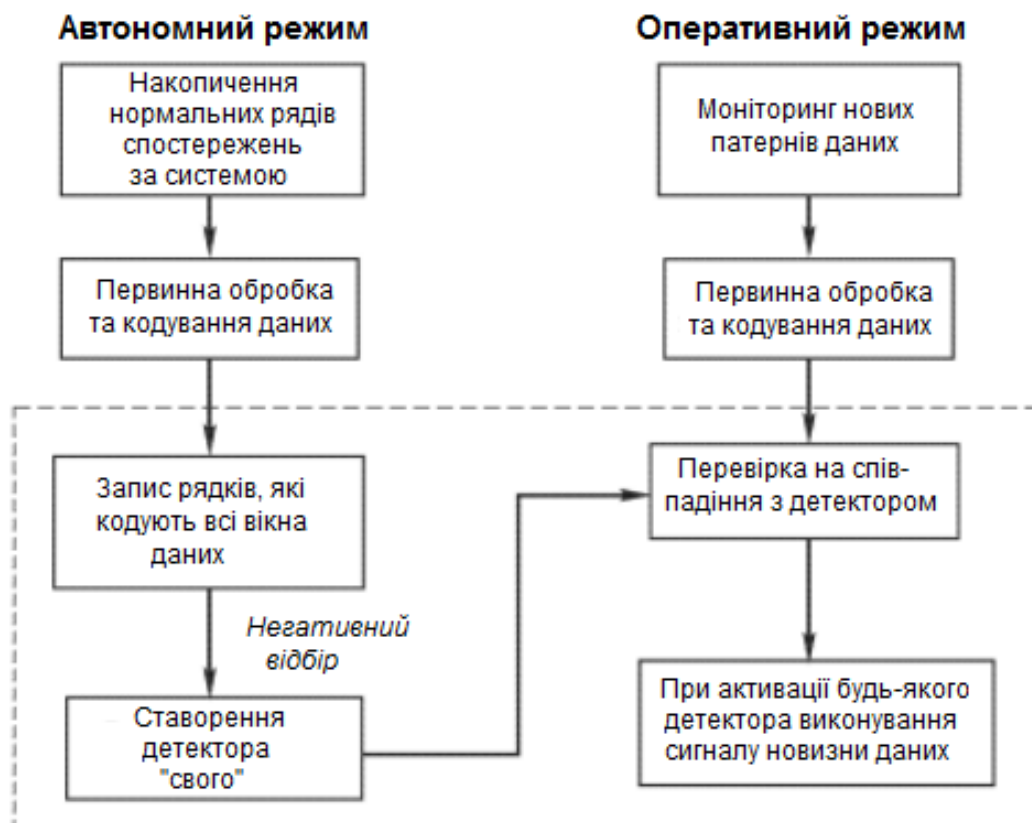 Автономний режим
Накопичення
нормальних рядів
спостережень
за системою
Первинна обробка
та кодування даних
Запис рядків, які
кодують всі вікна
даних
Негативний
відбір
Ставорення
детектора
"свого"
Оперативний режим
Моніторинг нових
патернів даних
Первинна обробка
та кодування даних
Перевірка на спів-
падіння з детектором
При активації будь-якого
детектора виконування
сигналу новизни даних